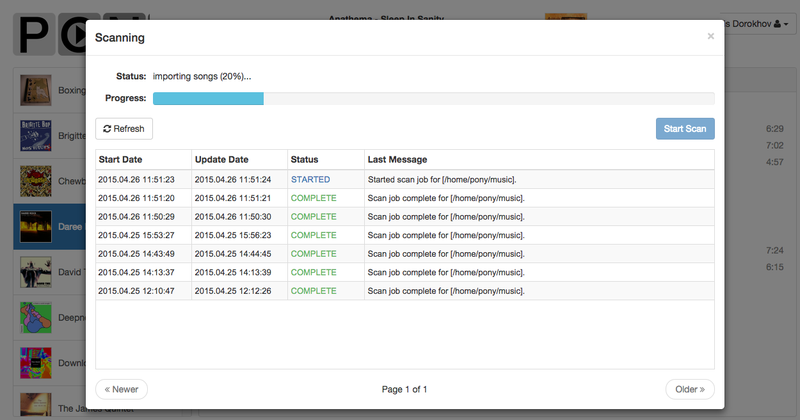 Anathema - Sleep In Sanity
s Dorokhov
Scanning
×
Status: importing songs (20%)...
Progress:
Refresh
Start Scan
Start Date Update Date Status Last Message
2015.04.26 11:51:23 2015.04.26 11:51:24 STARTED Started scan job for [/home/pony/music].
2015.04.26 11:51:20 2015.04.26 11:51:21 COMPLETE Scan job complete for [/home/pony/music].
2015.04.26 11:50:29 2015.04.26 11:50:30 COMPLETE Scan job complete for [/home/pony/music].
2015.04.25 15:53:27 2015.04.25 15:56:23 COMPLETE Scan job complete for [/home/pony/music].
2015.04.25 14:43:49 2015.04.25 14:44:45 COMPLETE Scan job complete for [/home/pony/music].
2015.04.25 14:13:37 2015.04.25 14:13:39 COMPLETE Scan job complete for [/home/pony/music].
2015.04.25 12:10:47 2015.04.25 12:12:26 COMPLETE Scan job complete for [/home/pony/music].
« Newer
Page 1 of 1
Older »
Boxing
Brigitte
Chewb
Daree
David
Deepn
Downlo
The James Quintet
6:29
7:02
4:57
7:24
6:15